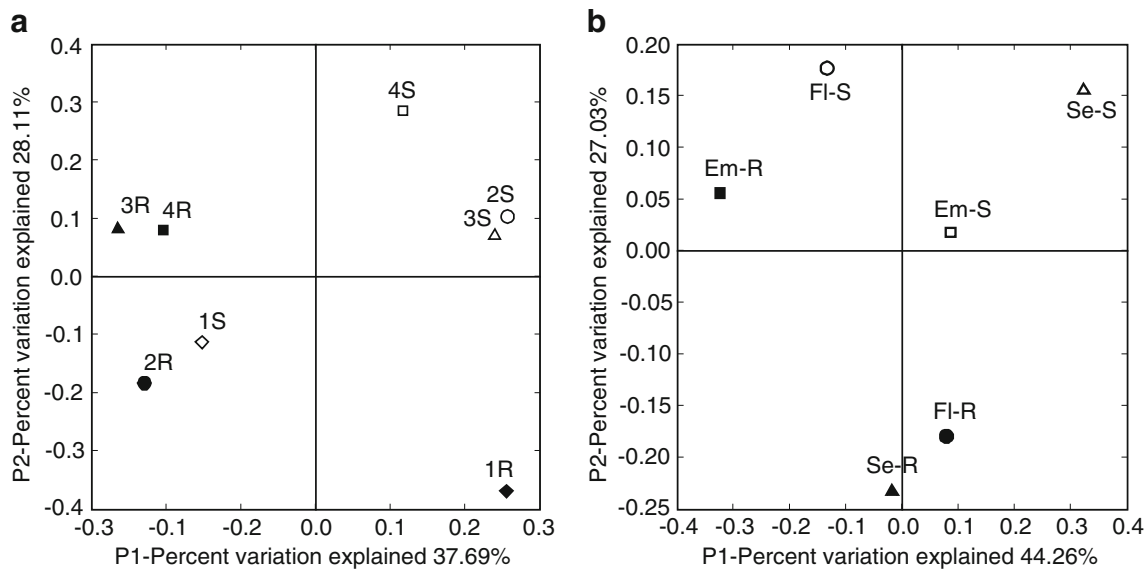 a
P2-Percent variation explained 28.11%
0.4
0.3
0.2
0.1
0.0
-0.1
-0.2
-0.3
-0.4
4S
2S
3S
3R
4R
1S
2R
1R
-0.3
-0.1
-0.2
0.0
0.1
0.2
0.3
P1-Percent variation explained 37.69%
b
P2-Percent variation explained 27.03%
0.20
0.15
0.10
0.05
0.00
-0.05
-0.10
-0.15
-0.20
-0.25
Fl-S
Se-S
Em-R
Em-S
Fl-R
Se-R
-0.4
-0.3
-0.2
-0.1
0.0
0.1
0.2
0.3
0.4
P1-Percent variation explained 44.26%